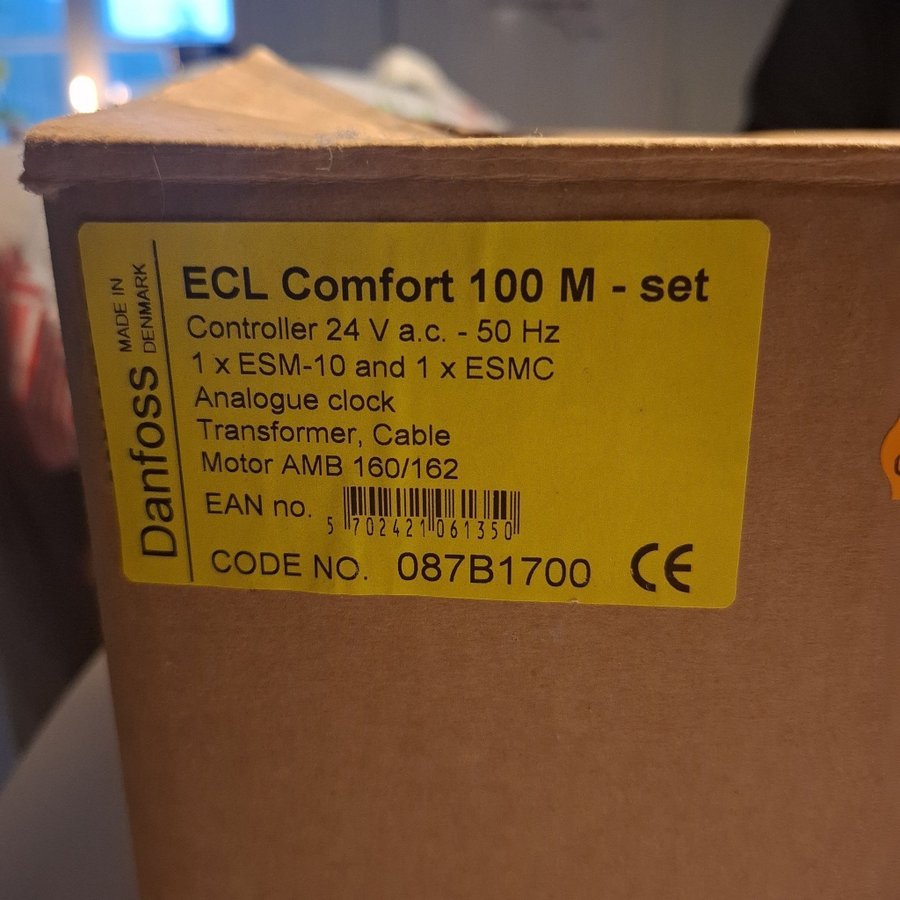 MADE IN
DENMARK
Danfoss
ECL Comfort 100 M - set
Controller 24 V a.c. - 50 Hz
1 x ESM-10 and 1 x ESMC
Analogue clock
Transformer, Cable
Motor AMB 160/162
EAN no.
5 702421 061350
CODE NO. 087B1700 CE